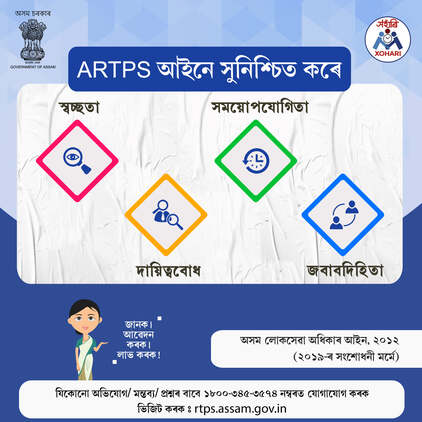 অসম চৰকাৰ
GOVERNMENT OF ASSAM
সহাৰি
XOHARI
ARTPS আইনে সুনিশ্চিত কৰে
স্বচ্ছতা
সময়োপযোগিতা
দায়িত্ববোধ
জবাবদিহিতা
জানক।
আবেদন
কৰক।
লাভ কৰক!
অসম লোকসেৱা অধিকাৰ আইন, ২০১২
(২০১৯-ৰ সংশোধনী মৰ্মে)
যিকোনো অভিযোগ/ মন্তব্য/ প্ৰশ্নৰ বাবে ১৮০০-৩৪৫-৩৫৭৪ নম্বৰত যোগাযোগ কৰক
ভিজিট কৰক : rtps.assam.gov.in